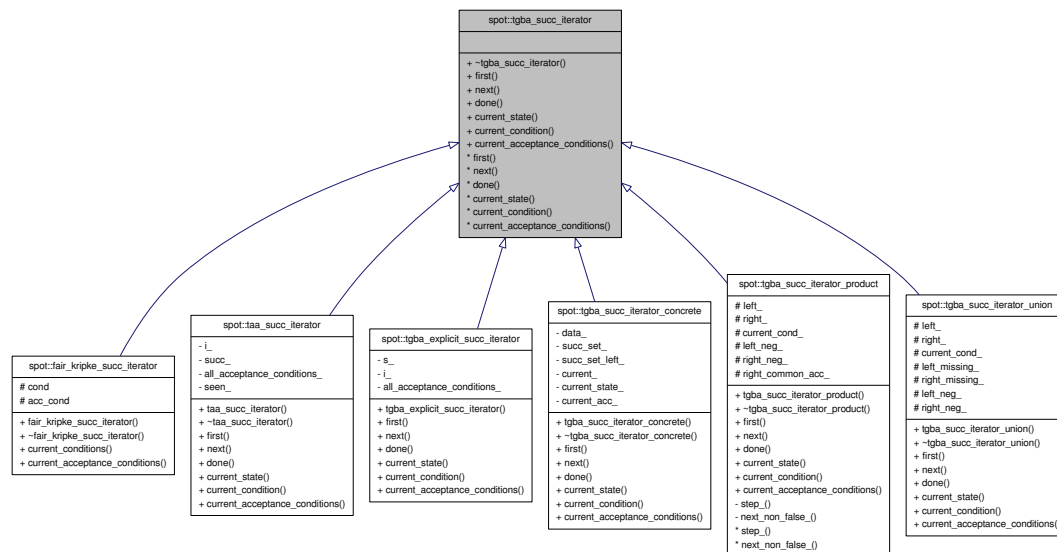 spot::tgba_succ_iterator
+ ~tgba_succ_iterator()
+ first()
+ next()
+ done()
+ current_state()
+ current_condition()
+ current_acceptance_conditions()
* first()
* next()
* done()
* current_state()
* current_condition()
* current_acceptance_conditions()
spot::fair_kripke_succ_iterator
# cond
# acc_cond
+ fair_kripke_succ_iterator()
+ ~fair_kripke_succ_iterator()
+ current_conditions()
+ current_acceptance_conditions()
spot::taa_succ_iterator
- i_
- succ_
- all_acceptance_conditions_
- seen_
+ taa_succ_iterator()
+ ~taa_succ_iterator()
+ first()
+ next()
+ done()
+ current_state()
+ current_condition()
+ current_acceptance_conditions()
spot::tgba_explicit_succ_iterator
- s_
- i_
- all_acceptance_conditions_
+ tgba_explicit_succ_iterator()
+ first()
+ next()
+ done()
+ current_state()
+ current_condition()
+ current_acceptance_conditions()
spot::tgba_succ_iterator_concrete
- data_
- succ_set_
- succ_set_left_
- current_
- current_state_
- current_acc_
+ tgba_succ_iterator_concrete()
+ ~tgba_succ_iterator_concrete()
+ first()
+ next()
+ done()
+ current_state()
+ current_condition()
+ current_acceptance_conditions()
spot::tgba_succ_iterator_product
# left_
# right_
# current_cond_
# left_neg_
# right_neg_
# right_common_acc_
+ tgba_succ_iterator_product()
+ ~tgba_succ_iterator_product()
+ first()
+ next()
+ done()
+ current_state()
+ current_condition()
+ current_acceptance_conditions()
- step_()
- next_non_false_()
* step_()
* next_non_false_()
spot::tgba_succ_iterator_union
# left_
# right_
# current_cond_
# left_missing_
# right_missing_
# left_neg_
# right_neg_
+ tgba_succ_iterator_union()
+ ~tgba_succ_iterator_union()
+ first()
+ next()
+ done()
+ current_state()
+ current_condition()
+ current_acceptance_conditions()